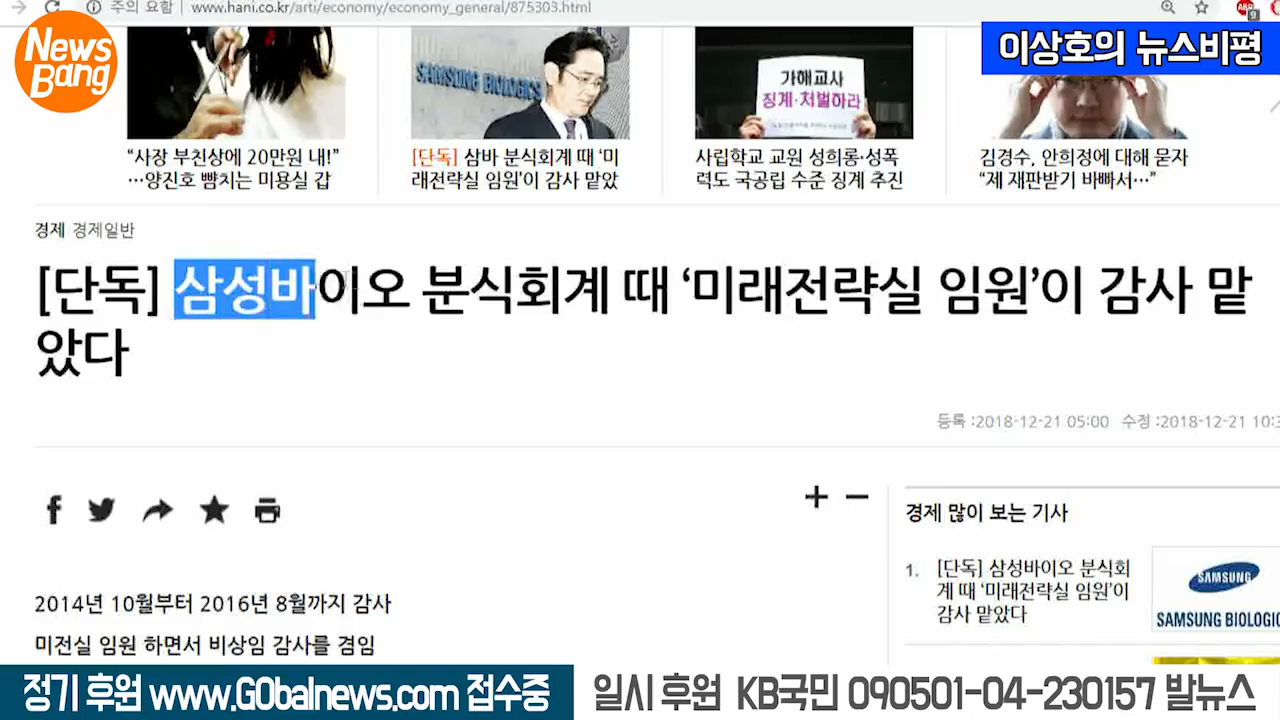 주의 요함
www.hani.co.kr/arti/economy/economy_general/875303.html
News
Bang
이상호의 뉴스비평
SAMSUNG BIOLOGICS
가해교사
징계·처벌하라
“사장 부친상에 20만원 내!”
…양진호 뺨치는 미용실 갑
[단독] 삼바 분식회계 때 ‘미
래전략실 임원’이 감사 맡았
사립학교 교원 성희롱·성폭
력도 국공립 수준 징계 추진
김경수, 안희정에 대해 묻자
“제 재판받기 바빠서…”
경제 경제일반
[단독] 삼성바이오 분식회계 때 ‘미래전략실 임원’이 감사 맡
았다
등록 :2018-12-21 05:00 수정 :2018-12-21 10:3
경제 많이 보는 기사
1. [단독] 삼성바이오 분식회
계 때 ‘미래전략실 임원’이
감사 맡았다
SAMSUNG
SAMSUNG BIOLOGIC
2014년 10월부터 2016년 8월까지 감사
미전실 임원 하면서 비상임 감사를 겸임
정기 후원 www.GObalnews.com 접수중
일시 후원 KB국민 090501-04-230157 발뉴스